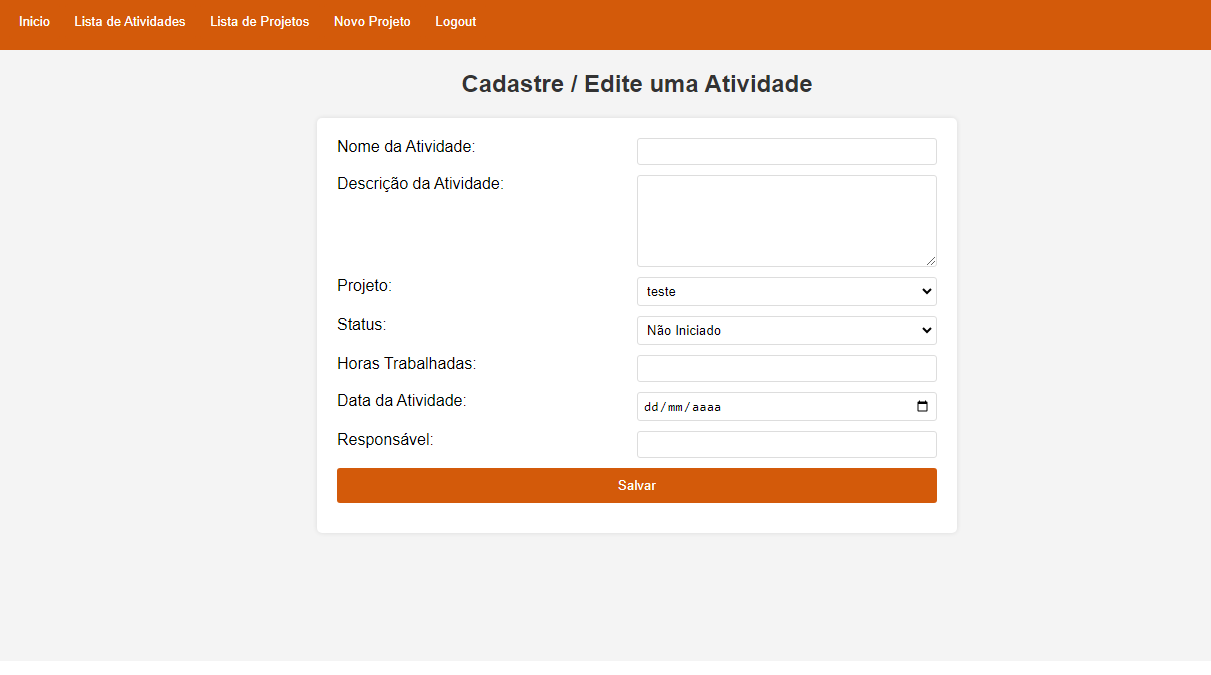 Inicio Lista de Atividades Lista de Projetos Novo Projeto Logout
Cadastre / Edite uma Atividade
Nome da Atividade:
Descrição da Atividade:
Projeto: teste
Status: Não Iniciado
Horas Trabalhadas:
Data da Atividade: dd/mm/aaaa
Responsável:
Salvar